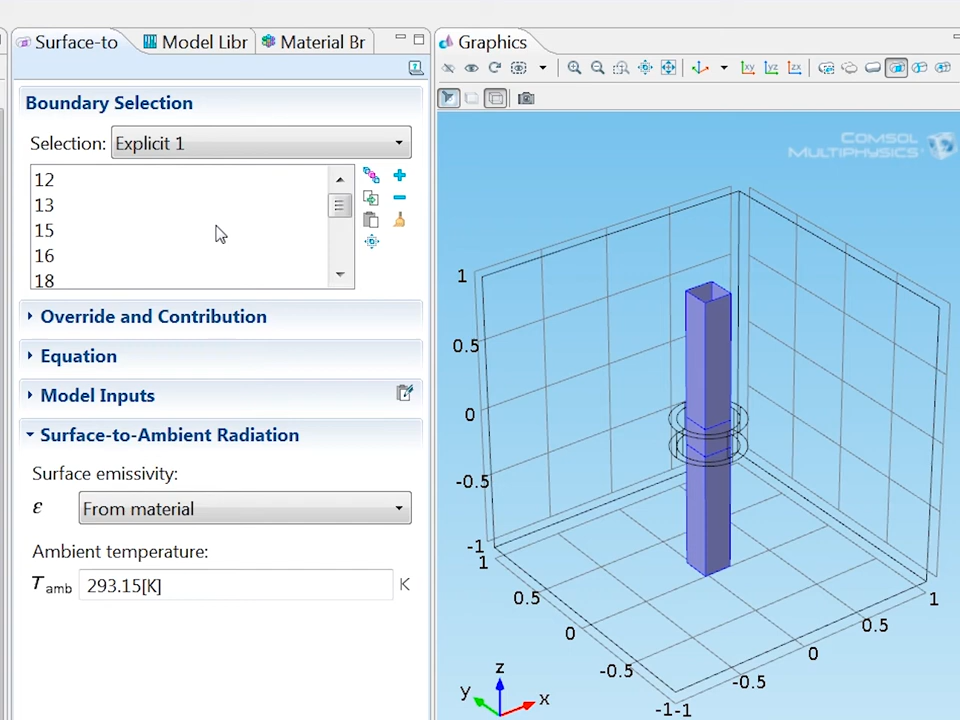 Surface-to
Model Libr
Material Br
Graphics
xy
yz
zx
Boundary Selection
Selection:
Explicit 1
12
13
15
16
18
Override and Contribution
Equation
Model Inputs
Surface-to-Ambient Radiation
Surface emissivity:
ε
From material
Ambient temperature:
T amb
293.15[K]
K
COMSOL
MULTIPHYSICS
1
0.5
0
-0.5
-1
1
0.5
0
-0.5
-1
-1
-0.5
0
0.5
1
z
y
x